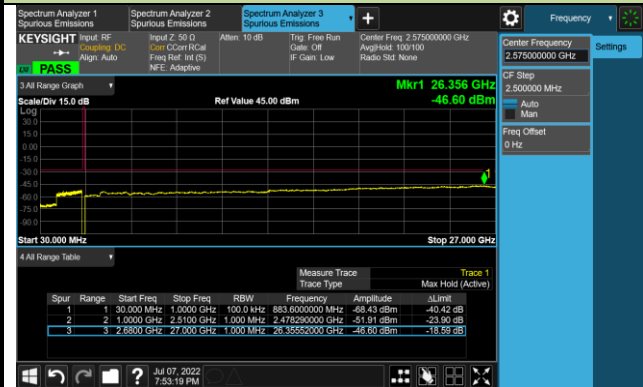 Spectrum Analyzer 1
Spurious Emissions
Spectrum Analyzer 2
Spurious Emissions
Spectrum Analyzer 3
Spurious Emissions
+
Frequency
KEYSIGHT
Input: RF
Coupling: DC
Align: Auto
Input Z: 50 Ω
Corr CCorr RCal
Freq Ref: Int (S)
NFE: Adaptive
Atten: 10 dB
Trig: Free Run
Gate: Off
IF Gain: Low
Center Freq: 2.575000000 GHz
Avg|Hold: 100/100
Radio Std: None
PASS
Center Frequency
2.575000000 GHz
Settings
CF Step
2.500000 MHz
Auto
Man
Freq Offset
0 Hz
3 All Range Graph
Mkr1 26.356 GHz
-46.60 dBm
Scale/Div 15.0 dB
Ref Value 45.00 dBm
Log
30.0
15.0
0.00
-15.0
-30.0
-45.0
-60.0
-75.0
-90.0
1
Start 30.000 MHz
Stop 27.000 GHz
4 All Range Table
Measure Trace Trace 1
Trace Type Max Hold (Active)
Spur Range Start Freq Stop Freq RBW Frequency Amplitude ΔLimit
1 1 30.000 MHz 1.0000 GHz 100.0 kHz 883.6000000 MHz -68.43 dBm -40.42 dB
2 2 1.0000 GHz 2.5100 GHz 1.000 MHz 2.478290000 GHz -51.91 dBm -23.90 dB
3 3 2.6800 GHz 27.000 GHz 1.000 MHz 26.35552000 GHz -46.60 dBm -18.59 dB
?
Jul 07, 2022
7:53:19 PM